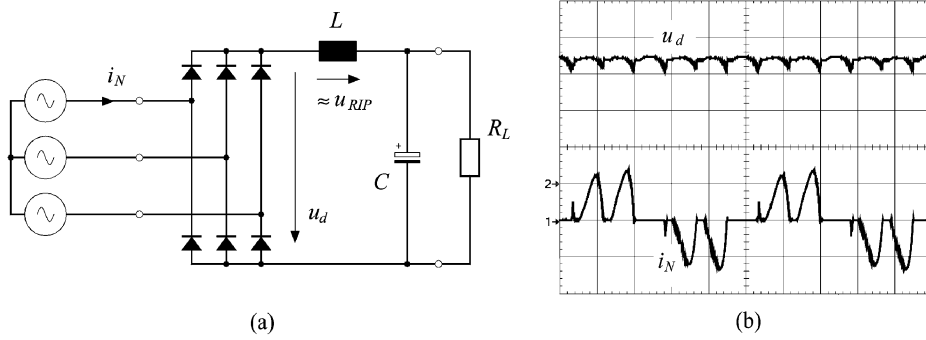 L
i_N
≈ u_RIP
+
C
R_L
u_d
(a)
u_d
2
1
i_N
(b)